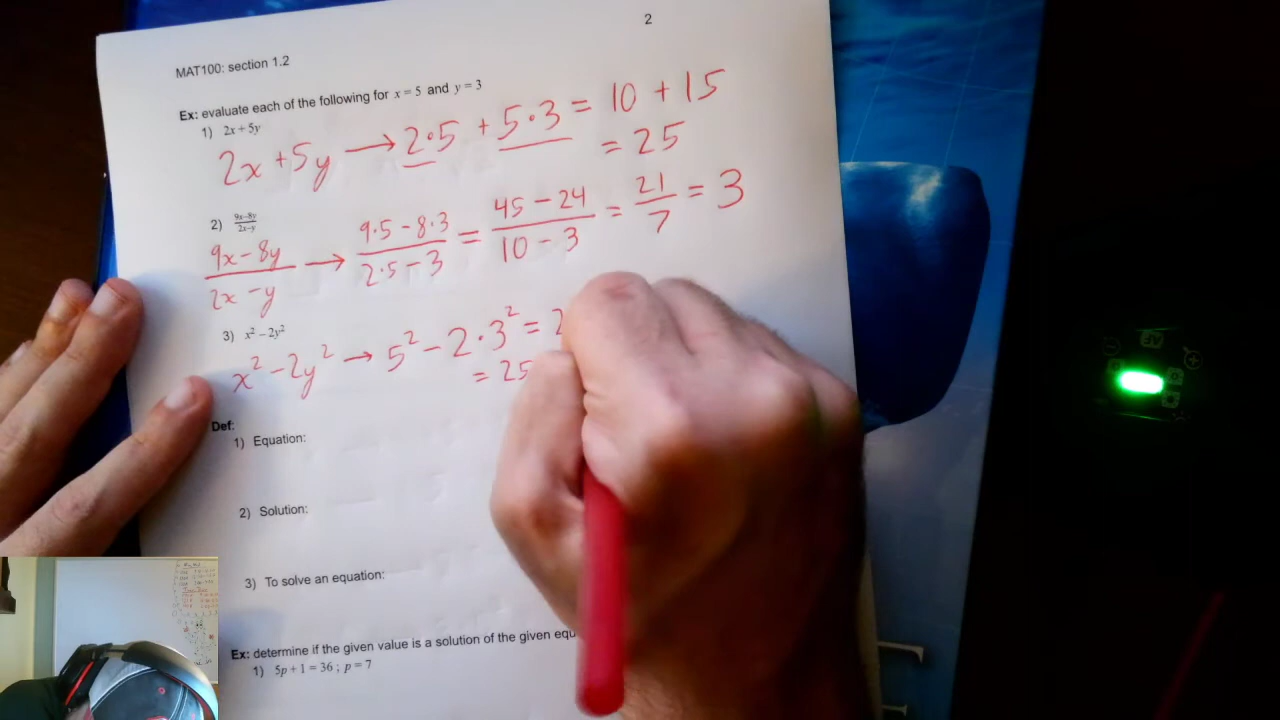 2
MAT100: section 1.2
Ex: evaluate each of the following for x = 5 and y = 3
1) 2x + 5y
2x + 5y → 2·5 + 5·3 = 10 + 15
= 25
2) 9x−8y / 2x−y
9x − 8y / 2x − y → 9·5 − 8·3 / 2·5 − 3 = 45 − 24 / 10 − 3 = 21 / 7 = 3
3) x² − 2y²
x² − 2y² → 5² − 2·3² = 2
= 25
Def:
1) Equation:
2) Solution:
3) To solve an equation:
Ex: determine if the given value is a solution of the given equ
1) 5p + 1 = 36 ; p = 7